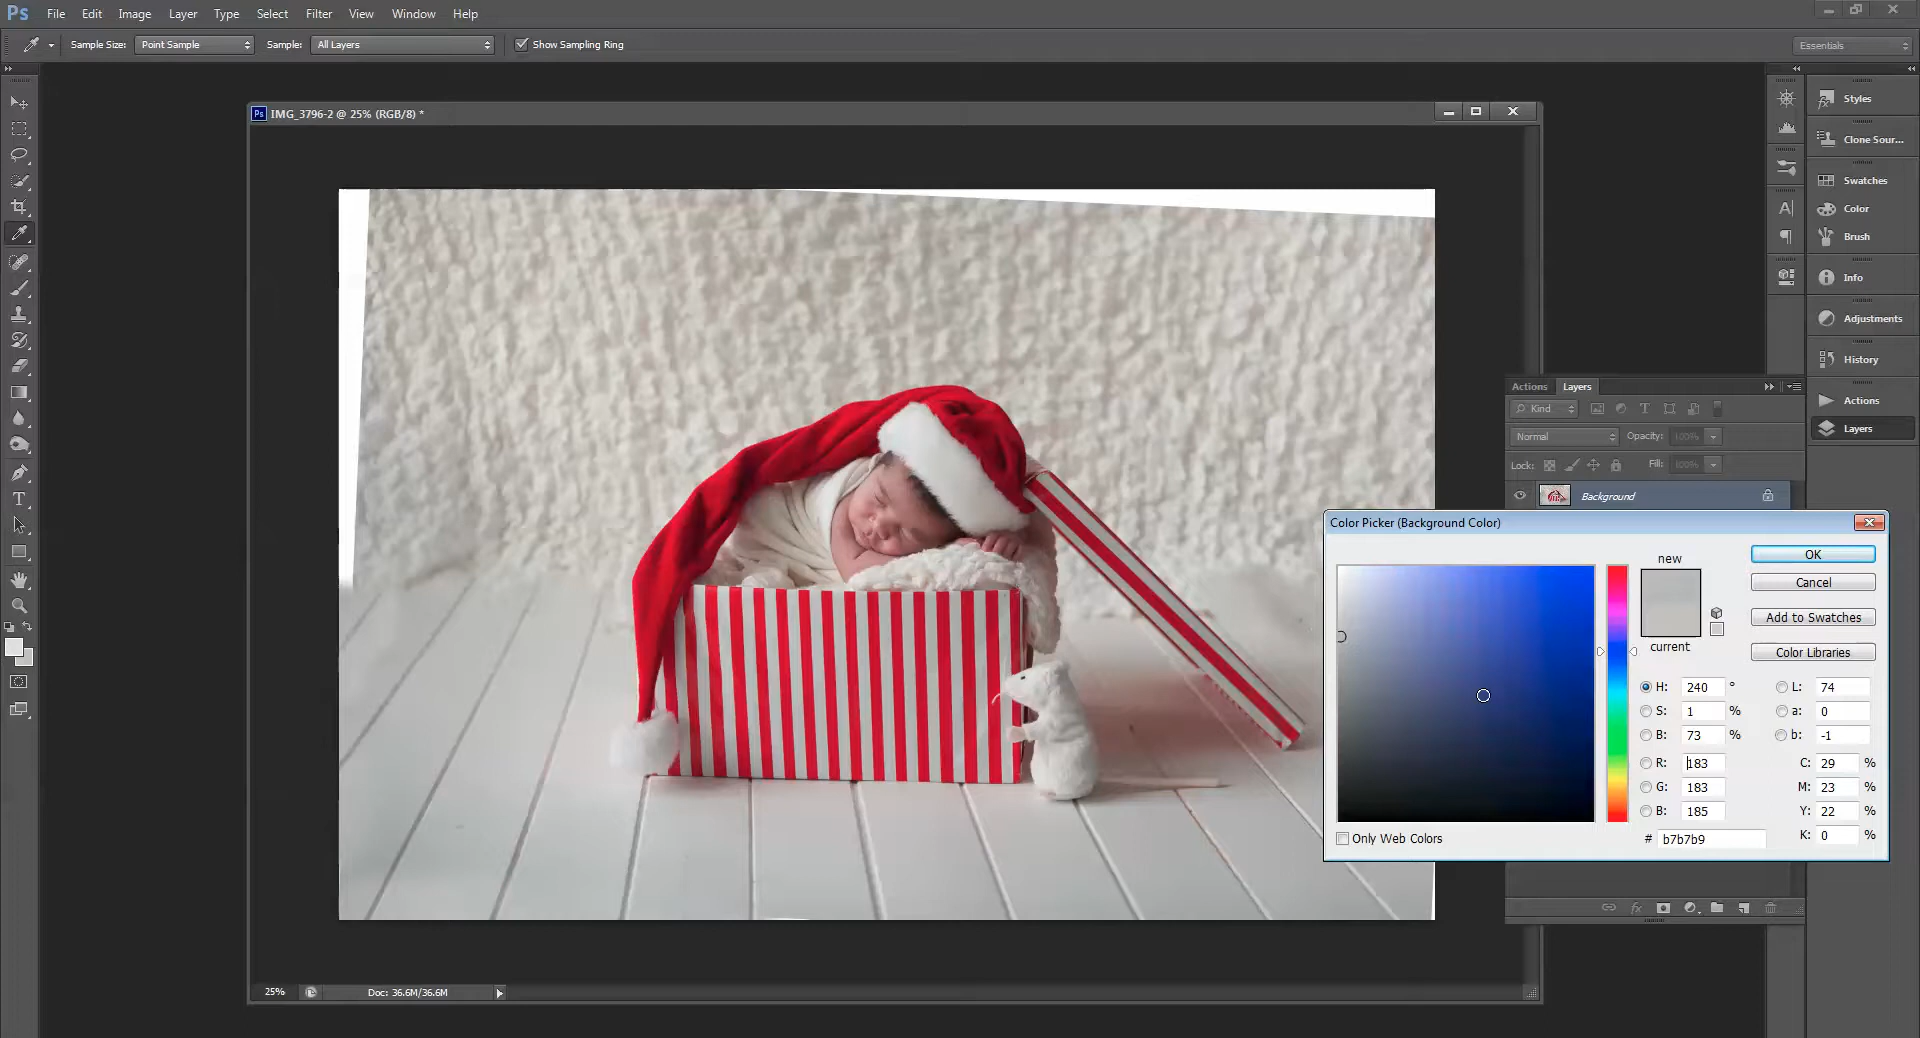 Ps File Edit Image Layer Type Select Filter View Window Help
Sample Size: Point Sample Sample: All Layers Show Sampling Ring Essentials
Ps IMG_3796-2 @ 25% (RGB/8) *
Styles
Clone Sour...
Swatches
Color
Brush
Info
Adjustments
History
Actions
Layers
Actions Layers
Kind
Normal Opacity: 100%
Lock: Fill: 100%
Background
Color Picker (Background Color)
new
current
OK
Cancel
Add to Swatches
Color Libraries
H: 240 ° L: 74
S: 1 % a: 0
B: 73 % b: -1
R: 183 C: 29 %
G: 183 M: 23 %
B: 185 Y: 22 %
K: 0 %
# b7b7b9
Only Web Colors
25% Doc: 36.6M/36.6M